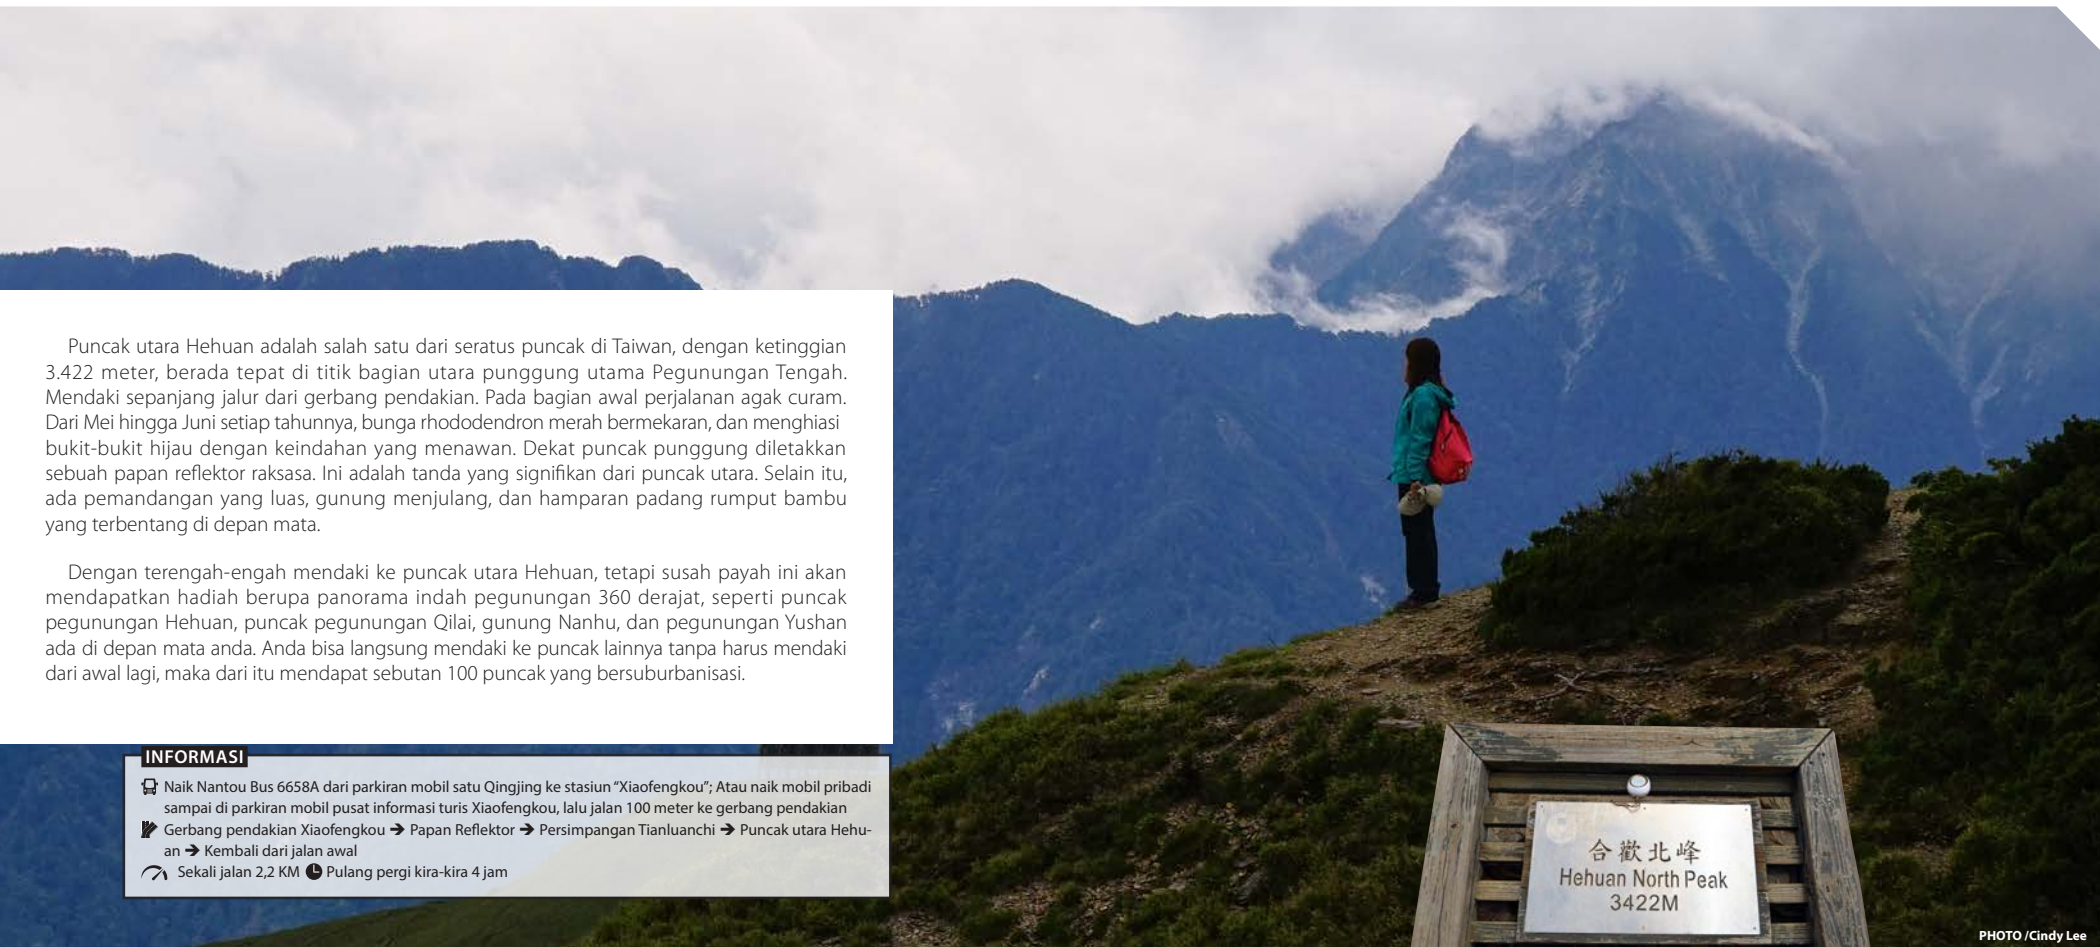 Puncak utara Hehuan adalah salah satu dari seratus puncak di Taiwan, dengan ketinggian
3.422 meter, berada tepat di titik bagian utara punggung utama Pegunungan Tengah.
Mendaki sepanjang jalur dari gerbang pendakian. Pada bagian awal perjalanan agak curam.
Dari Mei hingga Juni setiap tahunnya, bunga rhododendron merah bermekaran, dan menghiasi
bukit-bukit hijau dengan keindahan yang menawan. Dekat puncak punggung diletakkan
sebuah papan reflektor raksasa. Ini adalah tanda yang signifikan dari puncak utara. Selain itu,
ada pemandangan yang luas, gunung menjulang, dan hamparan padang rumput bambu
yang terbentang di depan mata.
Dengan terengah-engah mendaki ke puncak utara Hehuan, tetapi susah payah ini akan
mendapatkan hadiah berupa panorama indah pegunungan 360 derajat, seperti puncak
pegunungan Hehuan, puncak pegunungan Qilai, gunung Nanhu, dan pegunungan Yushan
ada di depan mata anda. Anda bisa langsung mendaki ke puncak lainnya tanpa harus mendaki
dari awal lagi, maka dari itu mendapat sebutan 100 puncak yang bersuburbanisasi.
INFORMASI
Naik Nantou Bus 6658A dari parkiran mobil satu Qingjing ke stasiun “Xiaofengkou”; Atau naik mobil pribadi
sampai di parkiran mobil pusat informasi turis Xiaofengkou, lalu jalan 100 meter ke gerbang pendakian
Gerbang pendakian Xiaofengkou ➔ Papan Reflektor ➔ Persimpangan Tianluanchi ➔ Puncak utara Hehu-
an ➔ Kembali dari jalan awal
Sekali jalan 2,2 KM Pulang pergi kira-kira 4 jam
合歡北峰
Hehuan North Peak
3422M
PHOTO /Cindy Lee